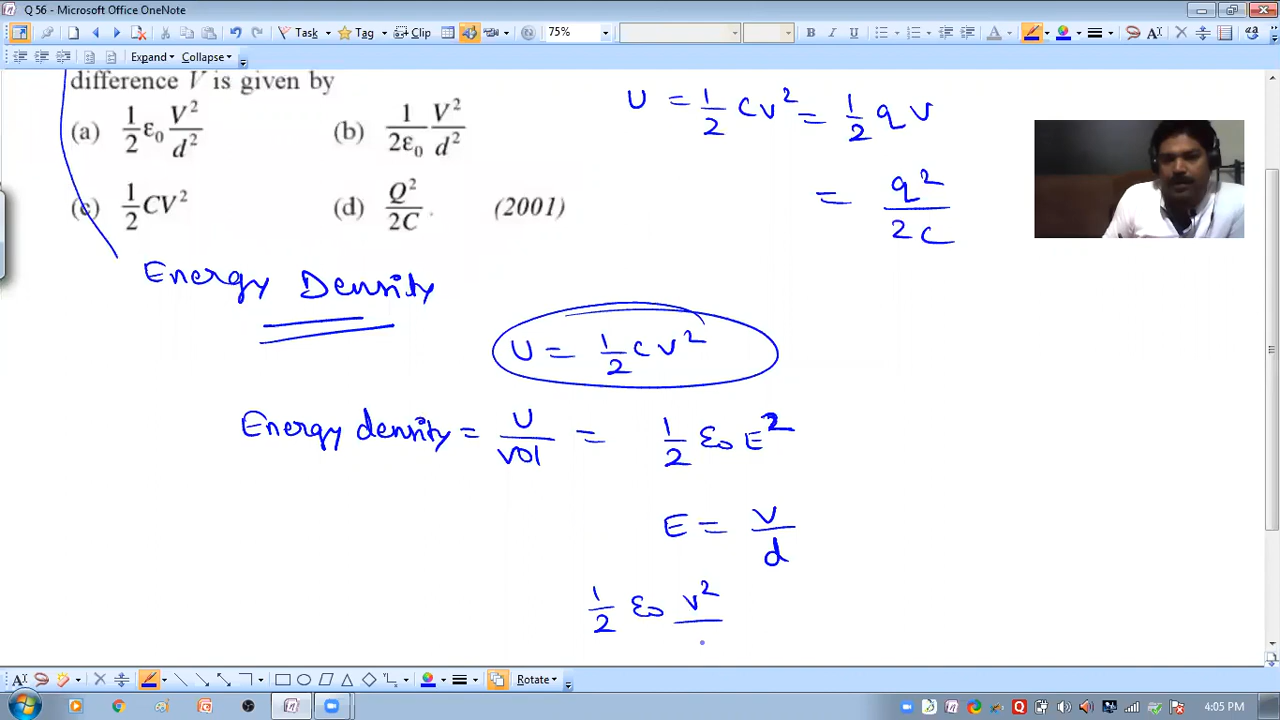 Q 56 - Microsoft Office OneNote
Task Tag Clip 75%
Expand Collapse
difference V is given by
(a) 1/2 ε₀ V²/d² (b) 1/2ε₀ V²/d²
(c) 1/2 CV² (d) Q²/2C . (2001)
U = 1/2 CV² = 1/2 qV
= q²/2C
Energy Density
U = 1/2 CV²
Energy density = U/vol = 1/2 ε₀ E²
E = V/d
1/2 ε₀ V²/
Rotate
4:05 PM